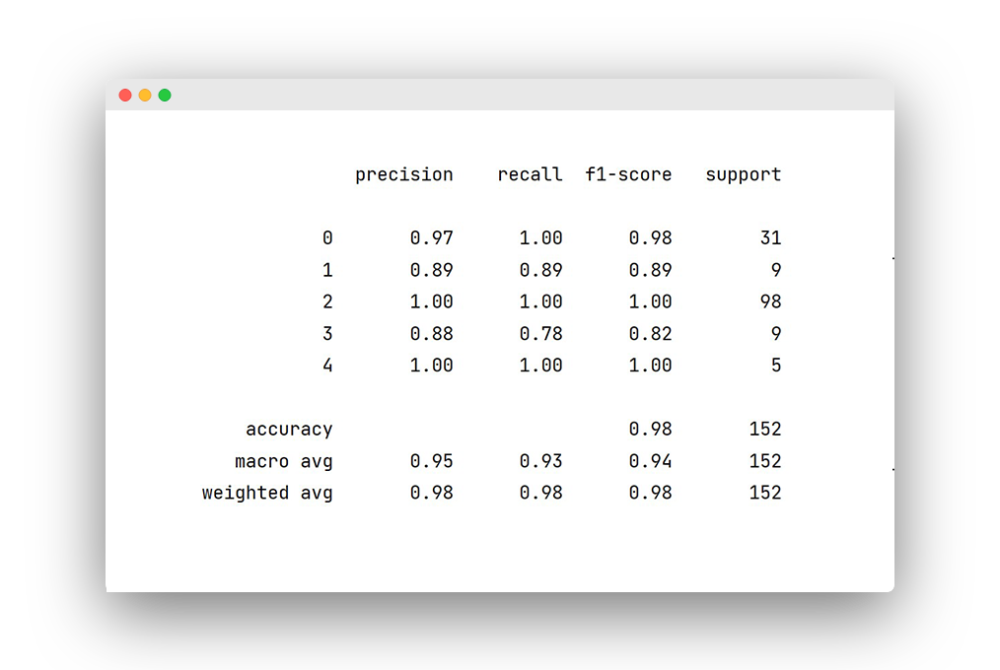 precision recall f1-score support
0 0.97 1.00 0.98 31
1 0.89 0.89 0.89 9
2 1.00 1.00 1.00 98
3 0.88 0.78 0.82 9
4 1.00 1.00 1.00 5
accuracy 0.98 152
macro avg 0.95 0.93 0.94 152
weighted avg 0.98 0.98 0.98 152